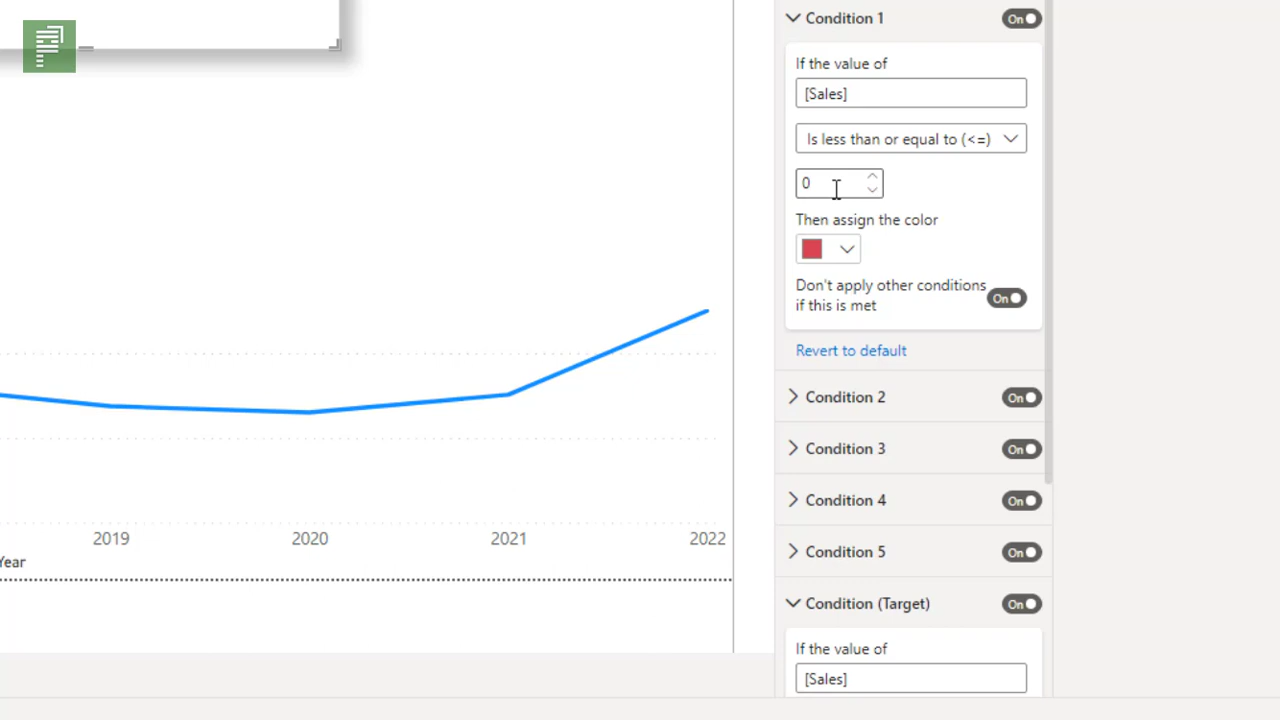 Condition 1
On
If the value of
[Sales]
Is less than or equal to (<=)
0
Then assign the color
Don't apply other conditions
if this is met
On
Revert to default
Condition 2
On
Condition 3
On
Condition 4
On
Condition 5
On
Condition (Target)
On
If the value of
[Sales]
2019 2020 2021 2022
Year